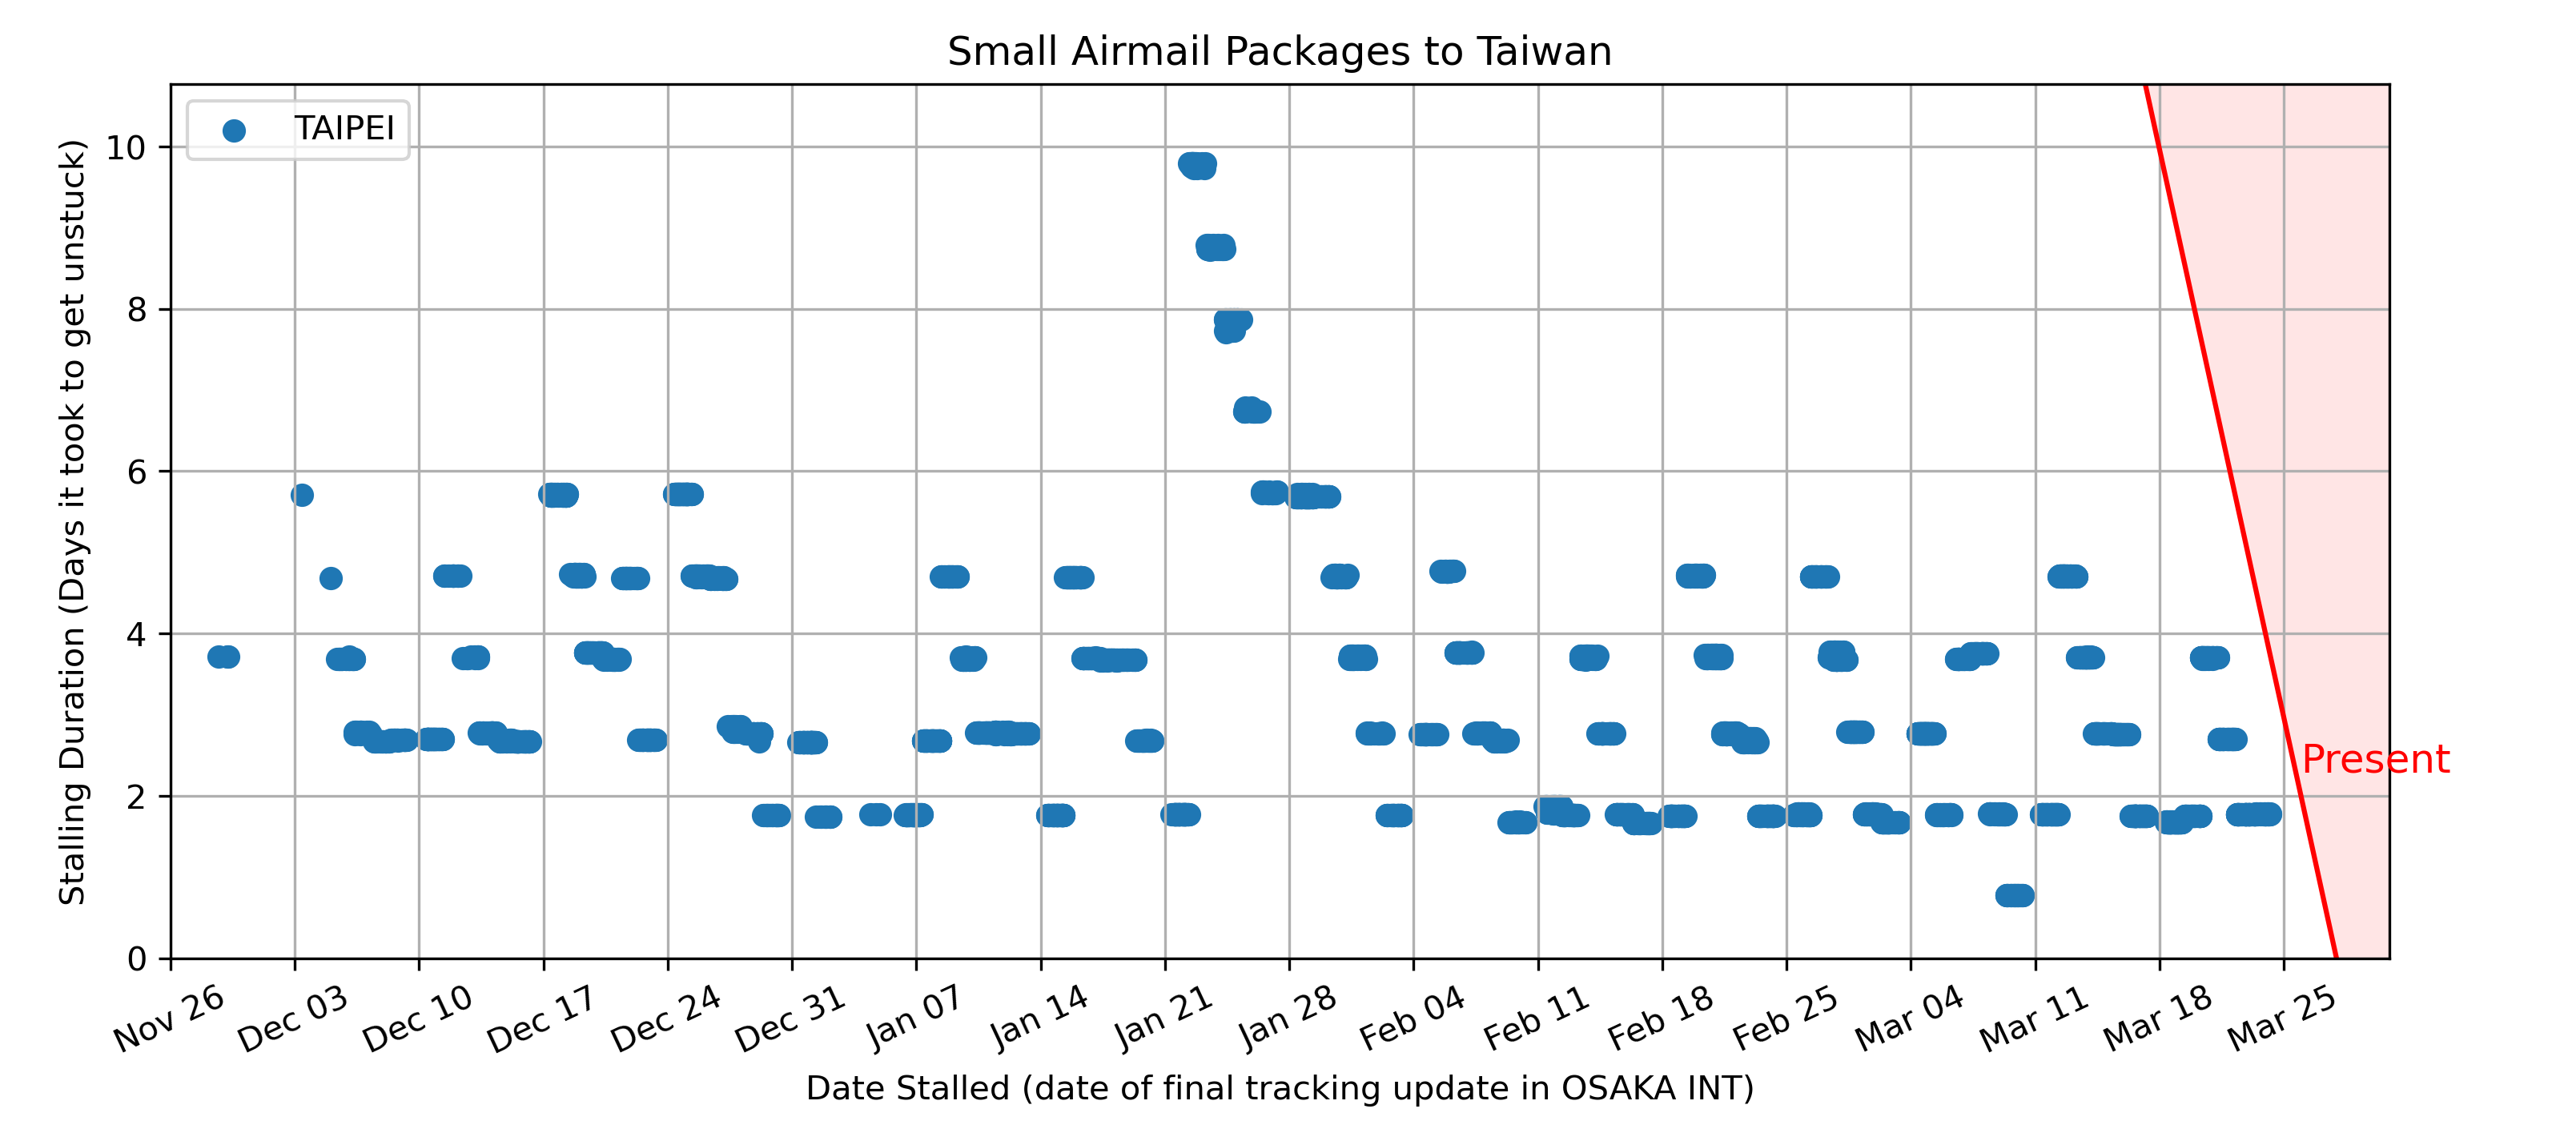 Small Airmail Packages to Taiwan
TAIPEI
Stalling Duration (Days it took to get unstuck)
10
8
6
4
2
0
Present
Nov 26
Dec 03
Dec 10
Dec 17
Dec 24
Dec 31
Jan 07
Jan 14
Jan 21
Jan 28
Feb 04
Feb 11
Feb 18
Feb 25
Mar 04
Mar 11
Mar 18
Mar 25
Date Stalled (date of final tracking update in OSAKA INT)